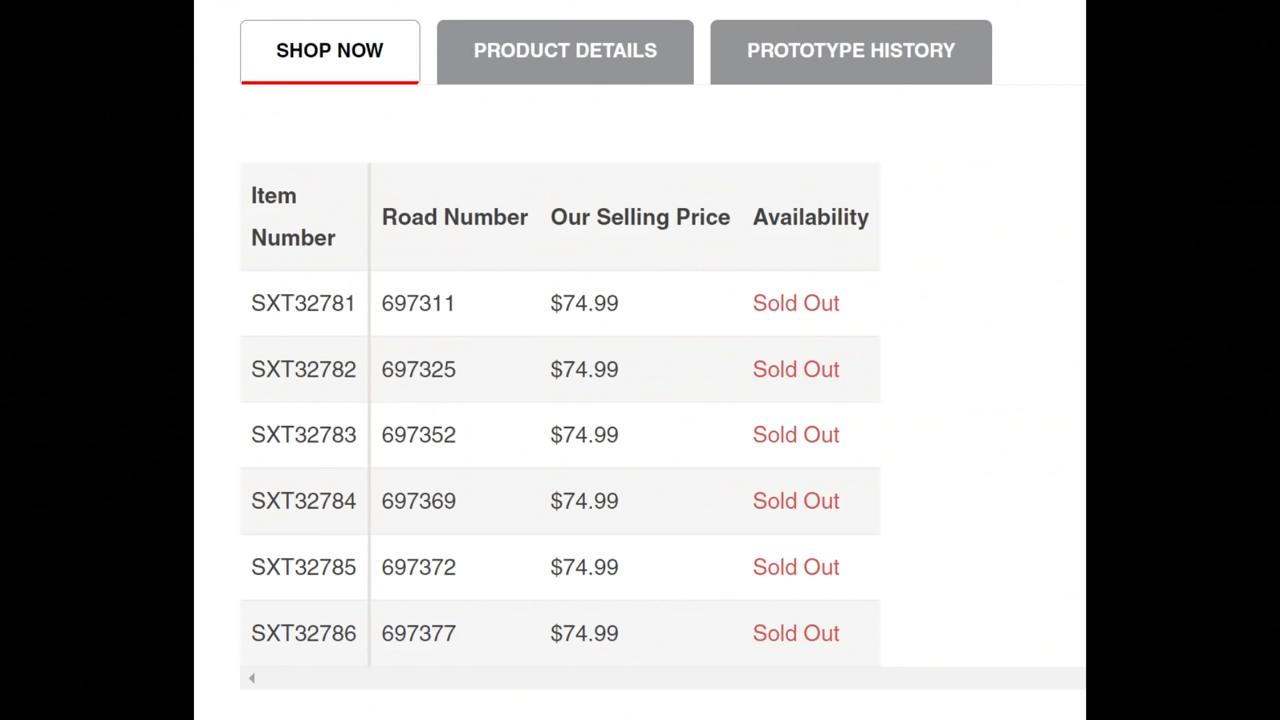 SHOP NOW PRODUCT DETAILS PROTOTYPE HISTORY
Item Number Road Number Our Selling Price Availability
SXT32781 697311 $74.99 Sold Out
SXT32782 697325 $74.99 Sold Out
SXT32783 697352 $74.99 Sold Out
SXT32784 697369 $74.99 Sold Out
SXT32785 697372 $74.99 Sold Out
SXT32786 697377 $74.99 Sold Out